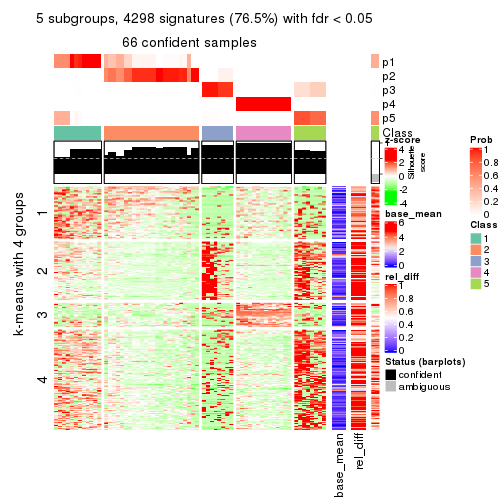 5 subgroups, 4298 signatures (76.5%) with fdr < 0.05
66 confident samples
p1
p2
p3
p4
p5
Class
Silhouette
score
k-means with 4 groups
1
2
3
4
base_mean
rel_diff
z-score
4
2
0
-2
-4
base_mean
6
4
2
0
rel_diff
1
0.8
0.6
0.4
0.2
0
Status (barplots)
confident
ambiguous
Prob
1
0.8
0.6
0.4
0.2
0
Class
1
2
3
4
5